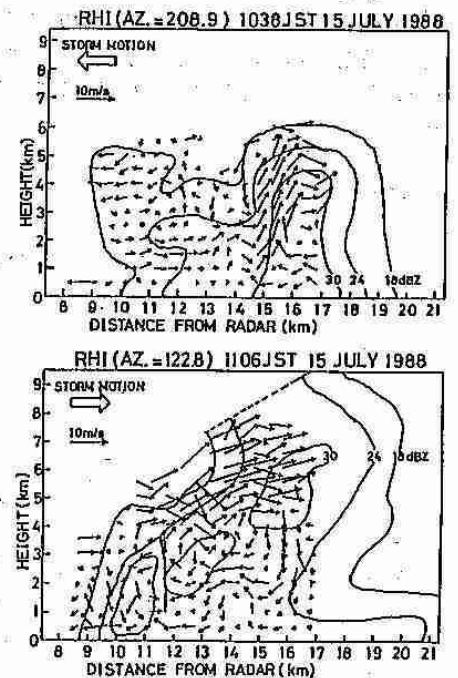 RHI (AZ.=208.9) 1038JST 15 JULY 1988
STORM MOTION
10m/s
HEIGHT (km)
9
8
7
6
5
4
3
2
1
0
30 24 18dBZ
8 9 10 11 12 13 14 15 16 17 18 19 20 21
DISTANCE FROM RADAR (km)
RHI (AZ.=122.8) 1106JST 15 JULY 1988
STORM MOTION
10m/s
HEIGHT (km)
9
8
7
6
5
4
3
2
1
0
30 24 18dBZ
8 9 10 11 12 13 14 15 16 17 18 19 20 21
DISTANCE FROM RADAR (km)